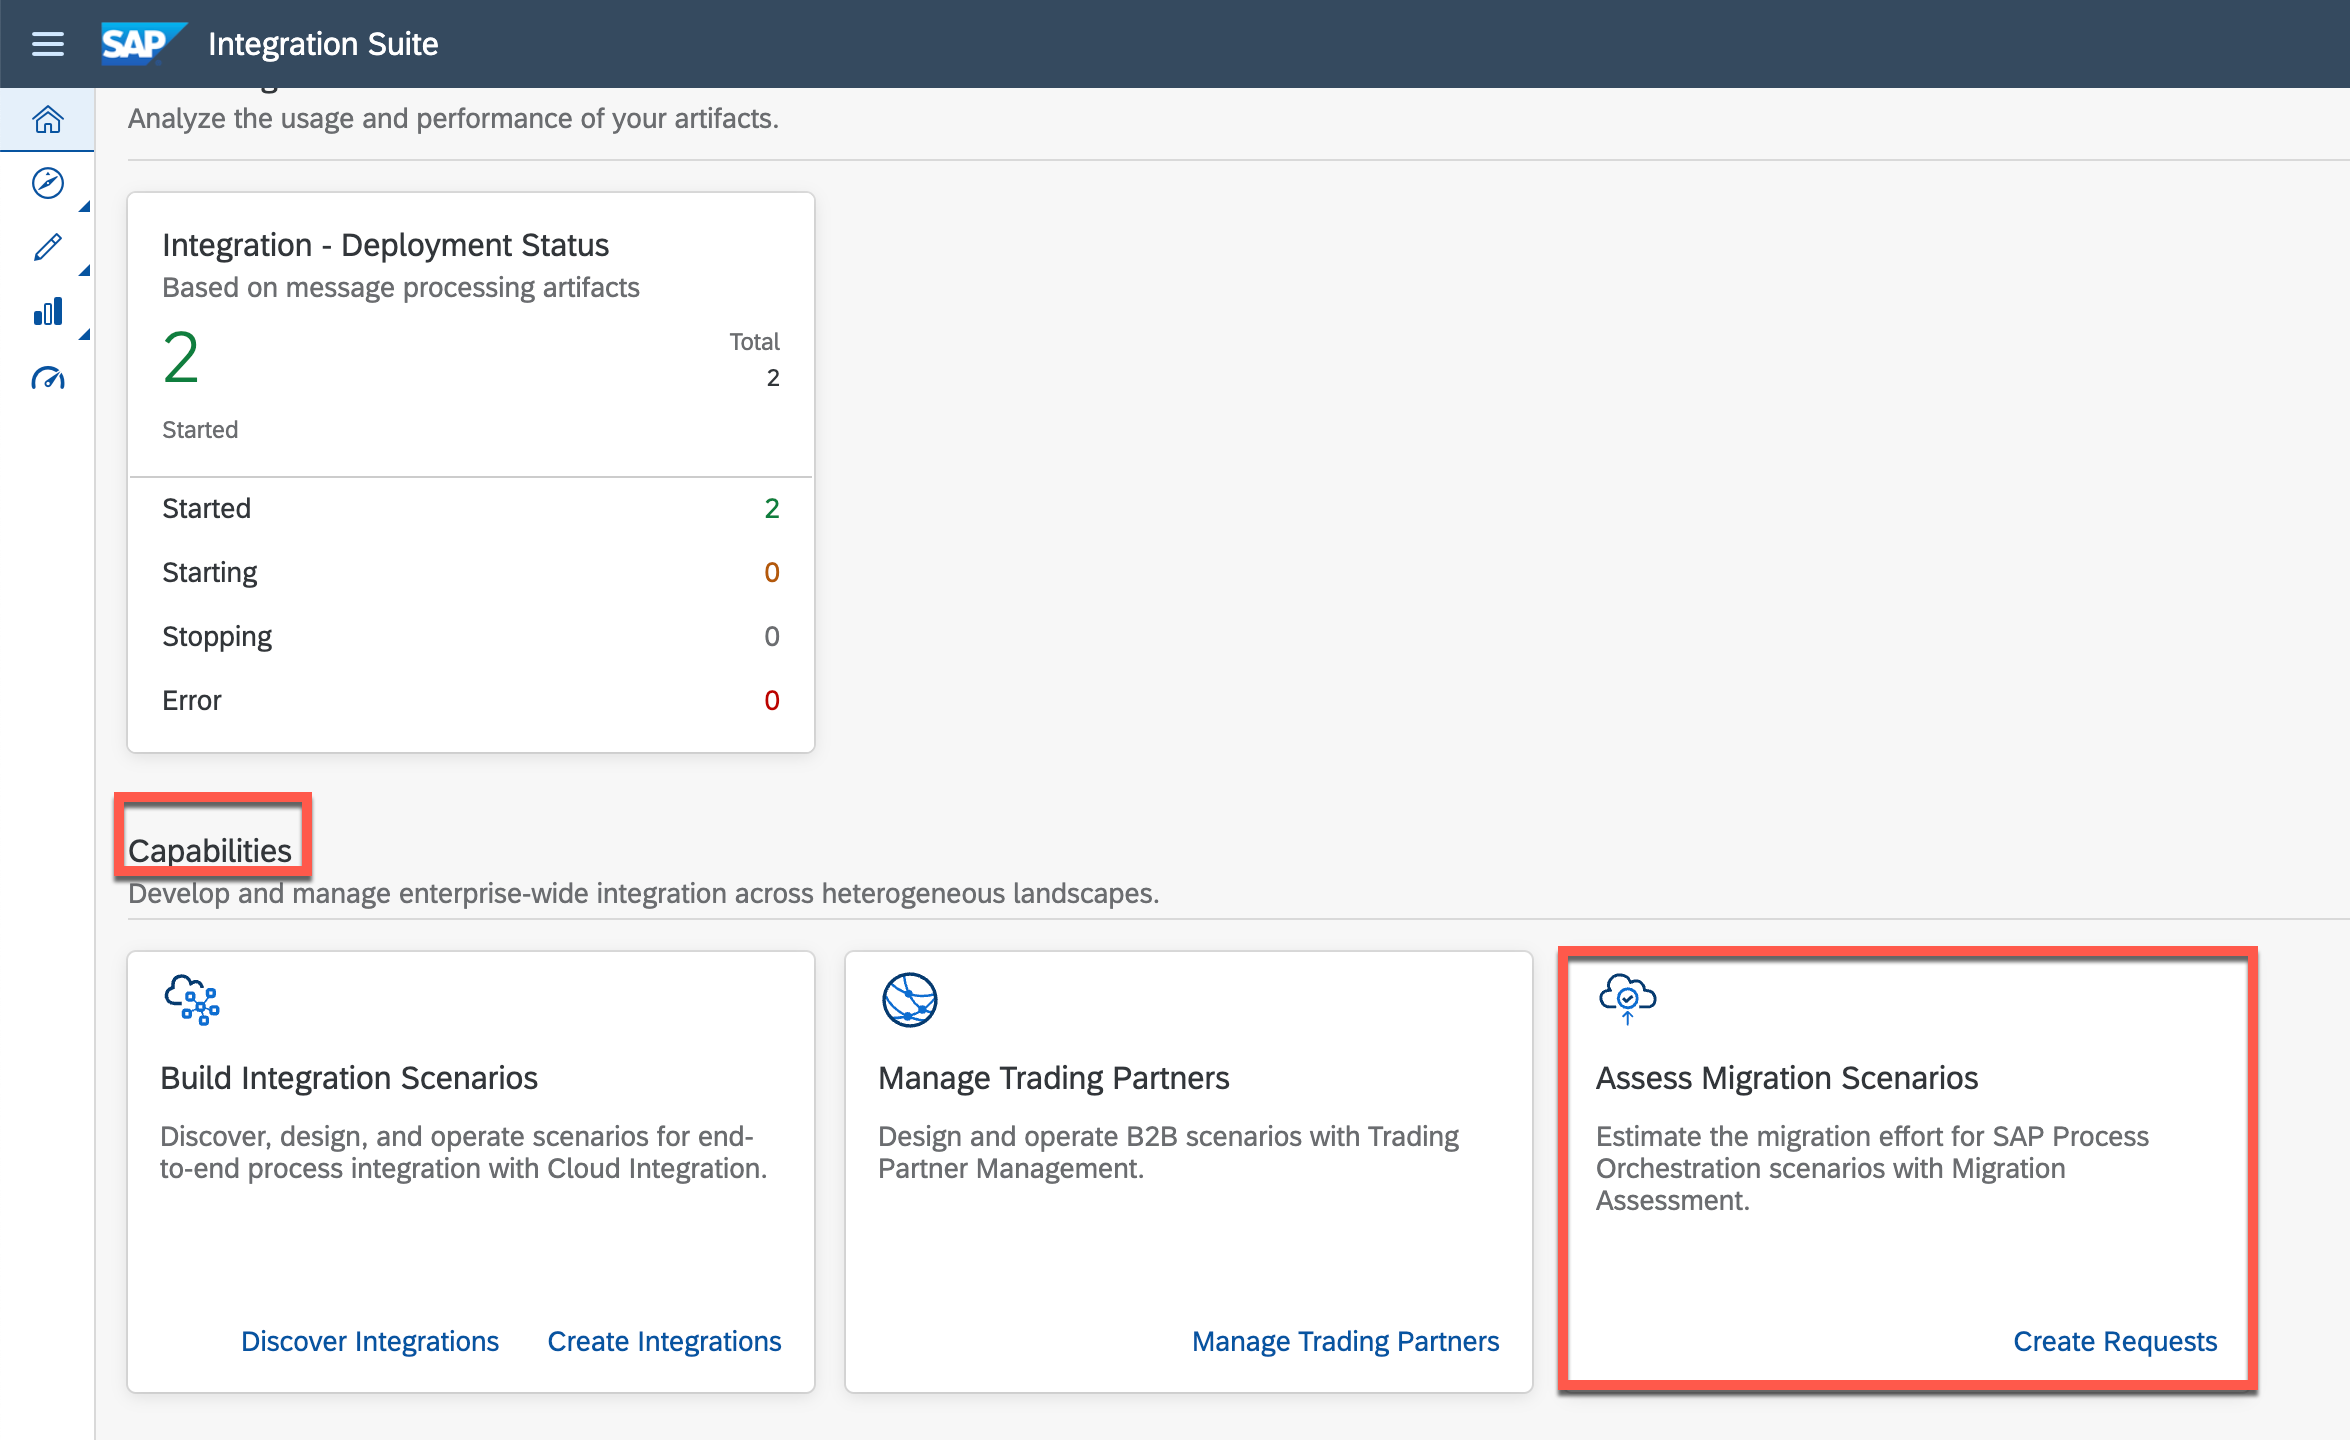 SAP Integration Suite
Analyze the usage and performance of your artifacts.
Integration - Deployment Status
Based on message processing artifacts
2
Total
2
Started
Started 2
Starting 0
Stopping 0
Error 0
Capabilities
Develop and manage enterprise-wide integration across heterogeneous landscapes.
Build Integration Scenarios
Discover, design, and operate scenarios for end-
to-end process integration with Cloud Integration.
Discover Integrations Create Integrations
Manage Trading Partners
Design and operate B2B scenarios with Trading
Partner Management.
Manage Trading Partners
Assess Migration Scenarios
Estimate the migration effort for SAP Process
Orchestration scenarios with Migration
Assessment.
Create Requests